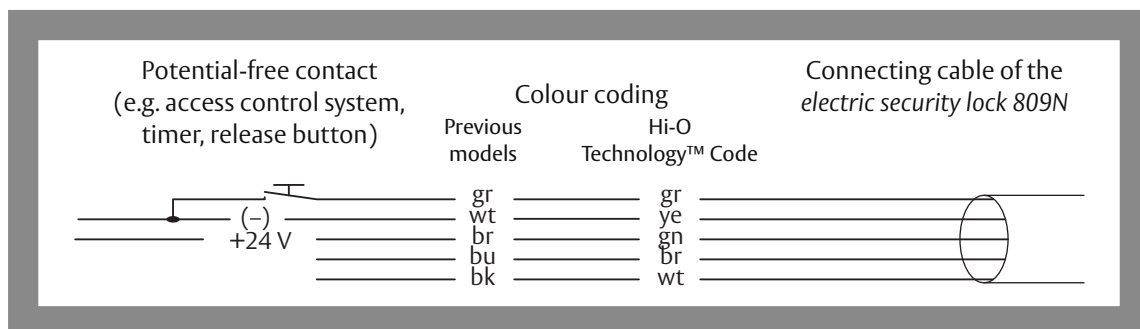 Potential-free contact
(e.g. access control system,
timer, release button)
Colour coding
Previous
models
Hi-O
Technology™ Code
Connecting cable of the
electric security lock 809N
gr gr
(–) wt ye
+24 V br gn
bu br
bk wt